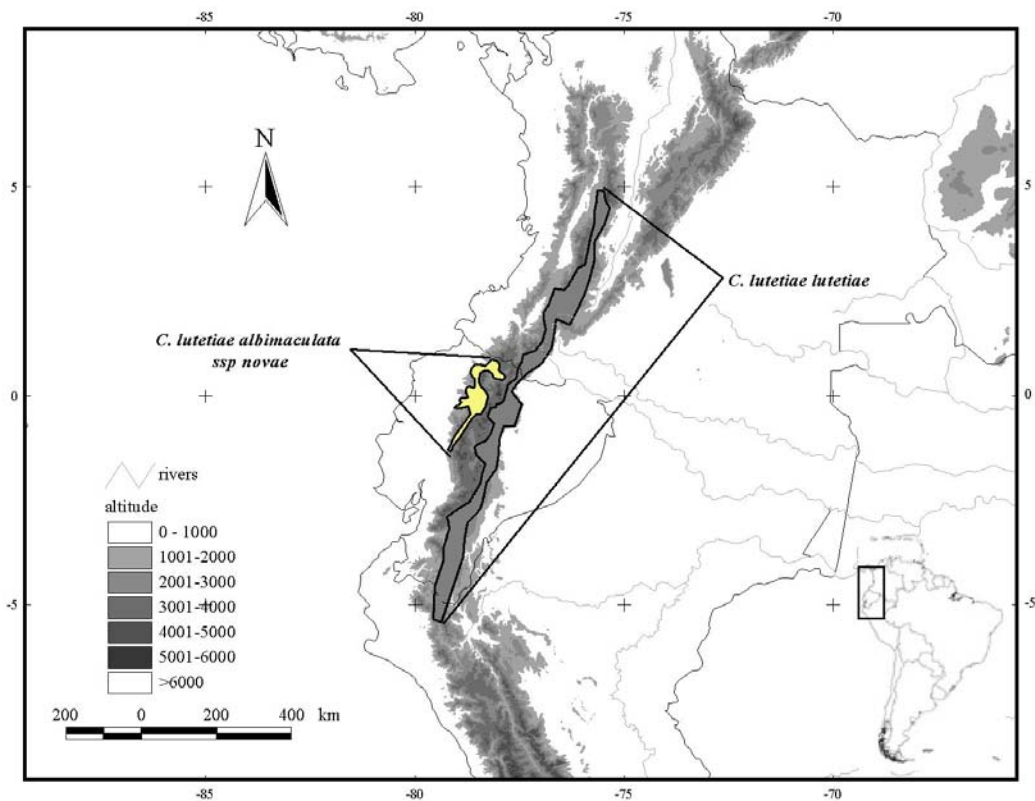 -85
-80
-75
-70
N
5
5
C. lutetiae lutetiae
C. lutetiae albimaculata
ssp novae
0
0
rivers
altitude
0 - 1000
1001-2000
2001-3000
3001-4000
4001-5000
5001-6000
>6000
-5
-5
200 0 200 400 km
-85
-80
-75
-70